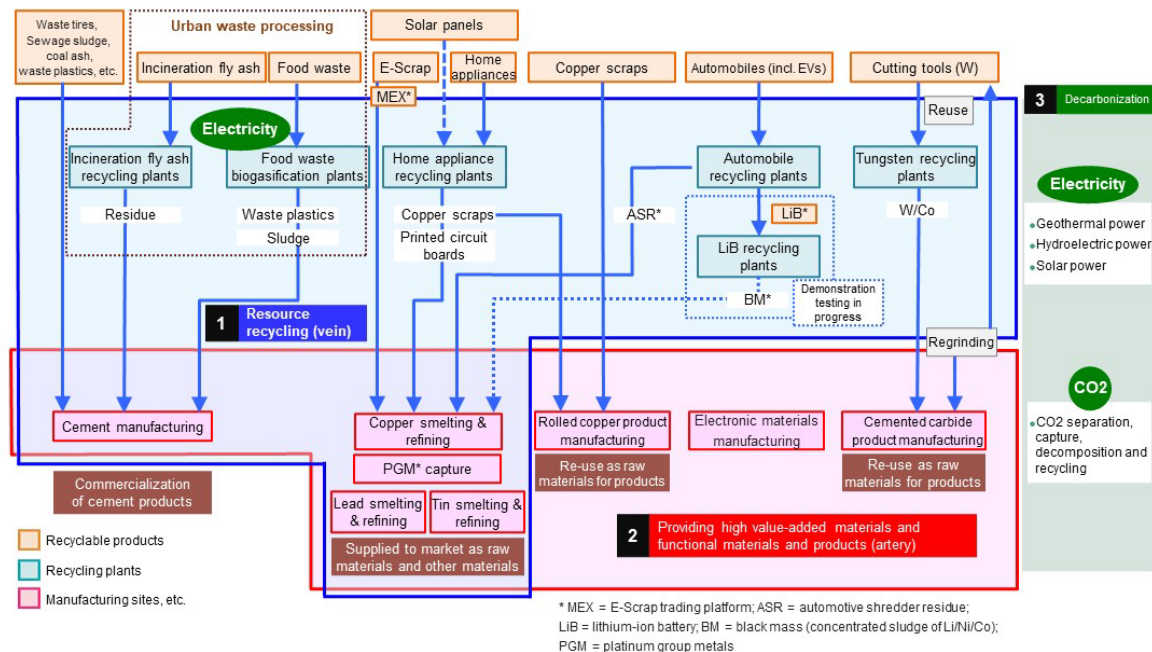 Waste tires,
Sewage sludge,
coal ash,
waste plastics, etc.
Urban waste processing
Incineration fly ash
Food waste
Solar panels
E-Scrap
MEX*
Home
appliances
Copper scraps
Automobiles (incl. EVs)
Cutting tools (W)
Reuse
3 Decarbonization
Electricity
Incineration fly ash
recycling plants
Food waste
biogasification plants
Home appliance
recycling plants
Automobile
recycling plants
Tungsten recycling
plants
Electricity
Residue
Waste plastics
Sludge
Copper scraps
Printed circuit
boards
ASR*
LiB*
W/Co
Geothermal power
Hydroelectric power
Solar power
LiB recycling
plants
BM*
Demonstration
testing in
progress
1 Resource
recycling (vein)
Regrinding
CO2
CO2 separation,
capture,
decomposition and
recycling
Cement manufacturing
Copper smelting &
refining
Rolled copper product
manufacturing
Electronic materials
manufacturing
Cemented carbide
product manufacturing
PGM* capture
Re-use as raw
materials for products
Re-use as raw
materials for products
Commercialization
of cement products
Lead smelting
& refining
Tin smelting &
refining
2 Providing high value-added materials and
functional materials and products (artery)
Supplied to market as raw
materials and other materials
Recyclable products
Recycling plants
Manufacturing sites, etc.
* MEX = E-Scrap trading platform; ASR = automotive shredder residue;
LiB = lithium-ion battery; BM = black mass (concentrated sludge of Li/Ni/Co);
PGM = platinum group metals